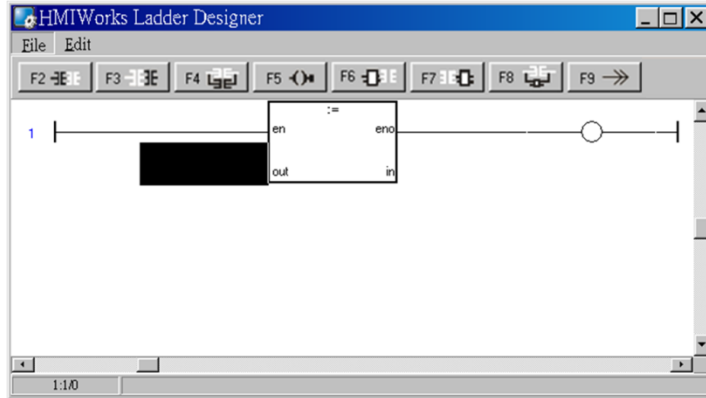 HMIWorks Ladder Designer
File Edit
F2 F3 F4 F5 F6 F7 F8 F9
:=
1 en eno
out in
1:1/0